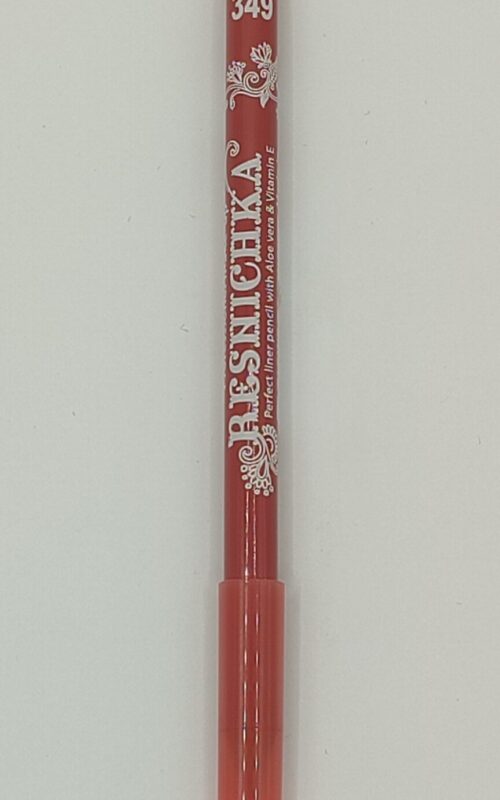 349
RESNICHKA
Perfect liner pencil with Aloe vera & Vitamin E